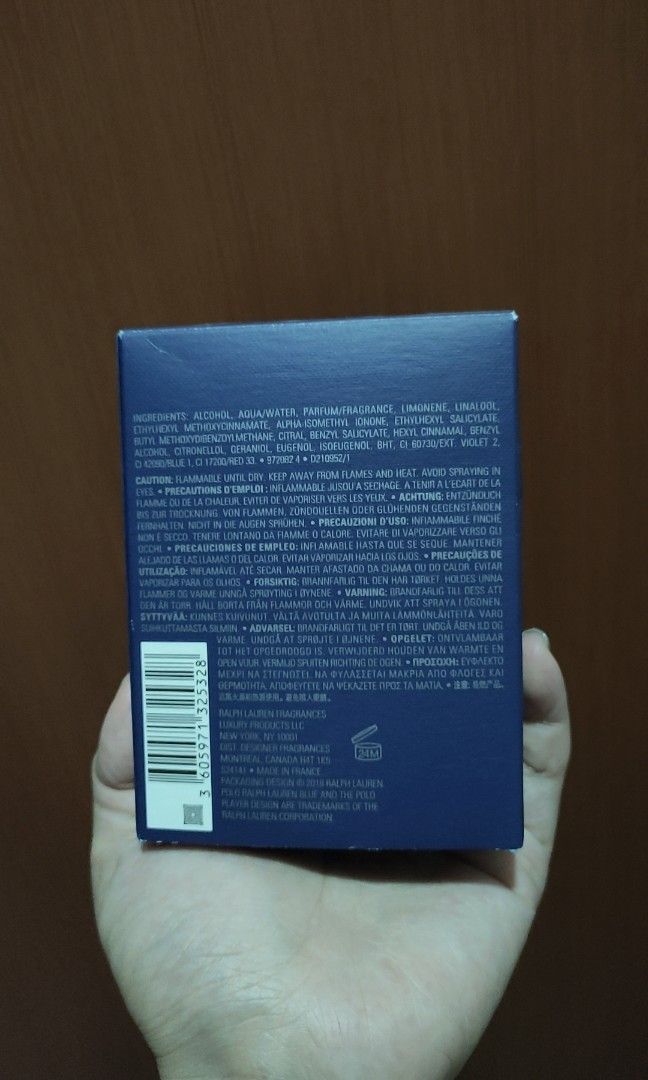 INGREDIENTS: ALCOHOL, AQUA/WATER, PARFUM/FRAGRANCE, LIMONENE, LINALOOL,
ETHYLHEXYL METHOXYCINNAMATE, ALPHA-ISOMETHYL IONONE, ETHYLHEXYL SALICYLATE,
BUTYL METHOXYDIBENZOYLMETHANE, CITRAL, BENZYL SALICYLATE, HEXYL CINNAMAL, BENZYL
ALCOHOL, CITRONELLOL, GERANIOL, EUGENOL, ISOEUGENOL, BHT, CI 60730/EXT. VIOLET 2,
CI 42090/BLUE 1, CI 17200/RED 33. • 972082 4 • D210952/1
CAUTION: FLAMMABLE UNTIL DRY. KEEP AWAY FROM FLAMES AND HEAT. AVOID SPRAYING IN
EYES. • PRECAUTIONS D'EMPLOI : INFLAMMABLE JUSQU'A SECHAGE. A TENIR A L'ECART DE LA
FLAMME OU DE LA CHALEUR. EVITER DE VAPORISER VERS LES YEUX. • ACHTUNG: ENTZÜNDLICH
BIS ZUR TROCKNUNG. VON FLAMMEN, ZÜNDQUELLEN ODER GLÜHENDEN GEGENSTÄNDEN
FERNHALTEN. NICHT IN DIE AUGEN SPRÜHEN. • PRECAUZIONI D'USO: INFIAMMABILE FINCHÉ
NON È SECCO. TENERE LONTANO DA FIAMME O CALORE. EVITARE DI VAPORIZZARE VERSO GLI
OCCHI. • PRECAUCIONES DE EMPLEO: INFLAMABLE HASTA QUE SE SEQUE. MANTENER
ALEJADO DE LAS LLAMAS O DEL CALOR. EVITAR VAPORIZAR HACIA LOS OJOS. • PRECAUÇÕES DE
UTILIZAÇÃO: INFLAMÁVEL ATÉ SECAR. MANTER AFASTADO DA CHAMA OU DO CALOR. EVITAR
VAPORIZAR PARA OS OLHOS. • FORSIKTIG: BRANNFARLIG TIL DEN HAR TØRKET. HOLDES UNNA
FLAMMER OG VARME. UNNGÅ SPRØYTING I ØYNENE. • VARNING: BRANDFARLIG TILL DESS ATT
DEN ÄR TORR. HÅLL BORTA FRÅN FLAMMOR OCH VÄRME. UNDVIK ATT SPRAYA I ÖGONEN.
SYTTYVÄÄ: KUNNES KUIVUNUT. VÄLTÄ AVOTULTA JA MUITA LÄMMÖNLÄHTEITÄ. VARO
SUIHKUTTAMASTA SILMIIN. • ADVARSEL: BRANDFARLIGT TIL DET ER TØRT. UNDGÅ ÅBEN ILD OG
VARME. UNDGÅ AT SPRØJTE I ØJNENE. • OPGELET: ONTVLAMBAAR
TOT HET OPGEDROOGD IS. VERWIJDERD HOUDEN VAN WARMTE EN
OPEN VUUR. VERMIJD SPUITEN RICHTING DE OGEN. • ΠΡΟΣΟΧΗ: ΕΥΦΛΕΚΤΟ
ΜΕΧΡΙ ΝΑ ΣΤΕΓΝΩΣΕΙ. ΝΑ ΦΥΛΑΣΣΕΤΑΙ ΜΑΚΡΙΑ ΑΠΟ ΦΛΟΓΕΣ ΚΑΙ
ΘΕΡΜΟΤΗΤΑ. ΑΠΟΦΕΥΓΕΤΕ ΝΑ ΨΕΚΑΖΕΤΕ ΠΡΟΣ ΤΑ ΜΑΤΙΑ. • 注意:
RALPH LAUREN FRAGRANCES
LUXURY PRODUCTS LLC
NEW YORK, NY 10001
DIST. DESIGNER FRAGRANCES
MONTREAL, CANADA H4T 1K5
S24141 • MADE IN FRANCE
PACKAGING DESIGN © 2018 RALPH LAUREN.
POLO RALPH LAUREN BLUE AND THE POLO
PLAYER DESIGN ARE TRADEMARKS OF THE
RALPH LAUREN CORPORATION.
24M
3 605971 325328